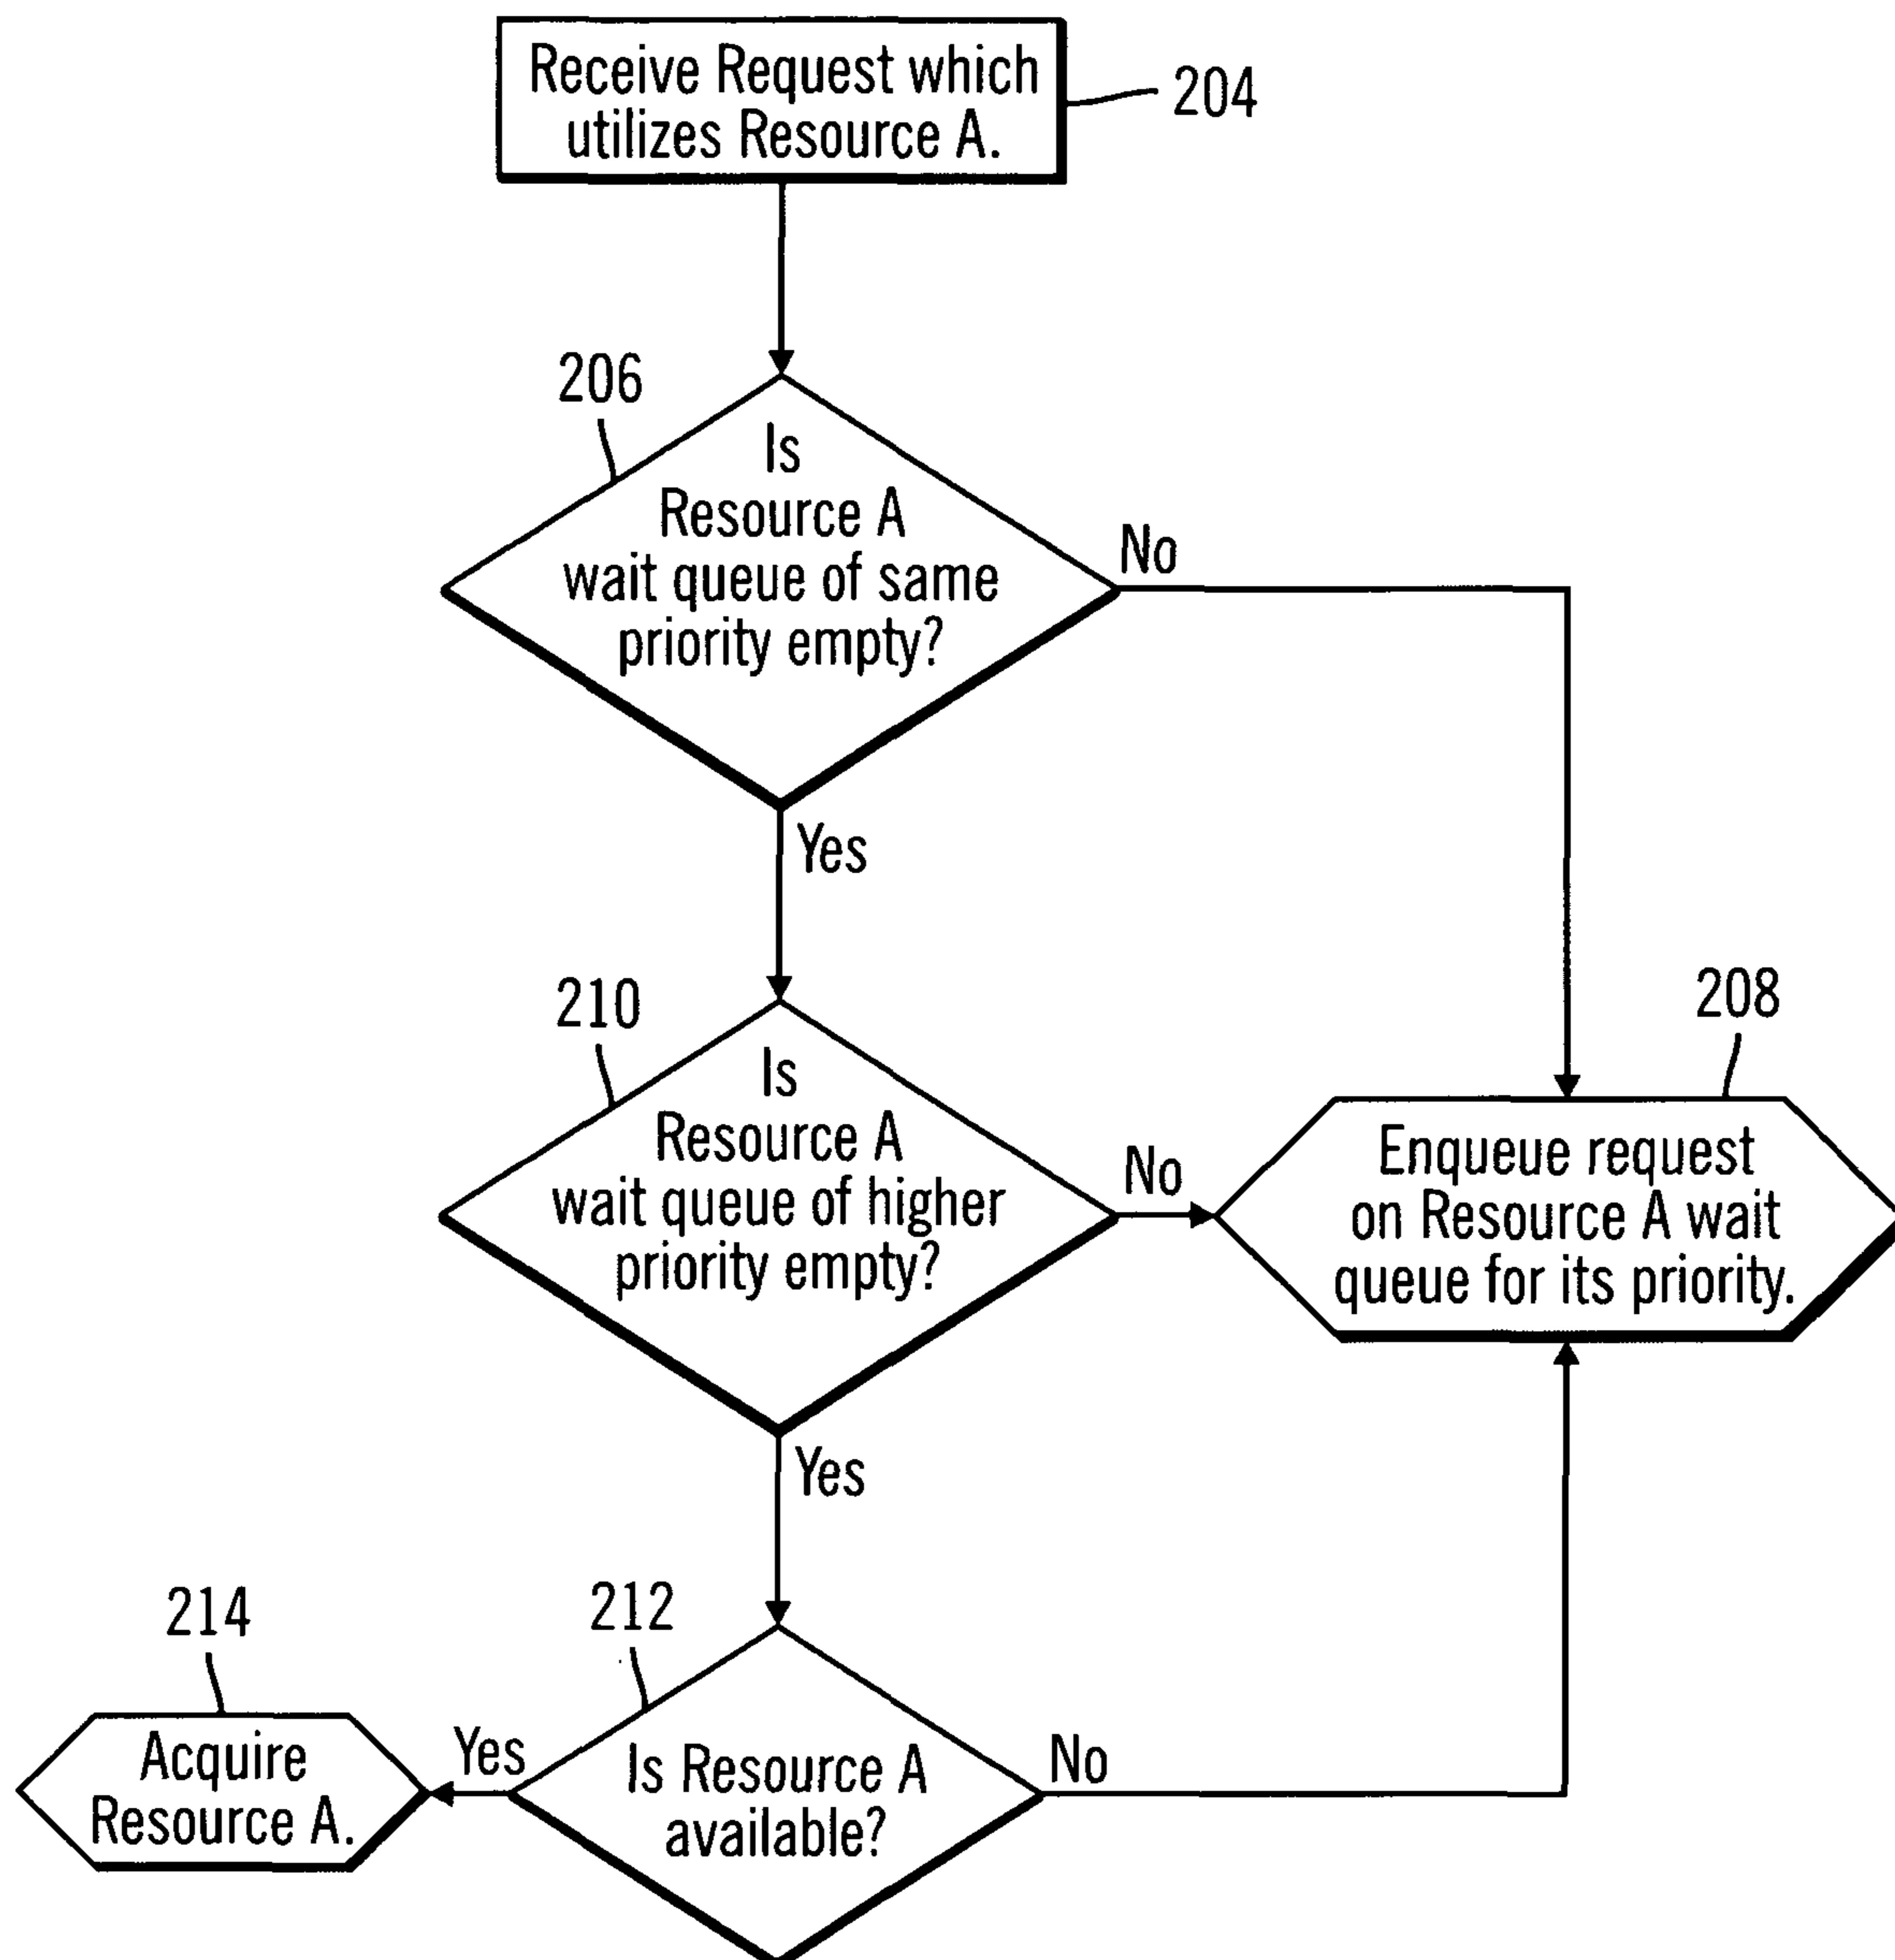 Receive Request which
utilizes Resource A.
204
206
Is
Resource A
wait queue of same
priority empty?
No
Yes
210
Is
Resource A
wait queue of higher
priority empty?
No
208
Enqueue request
on Resource A wait
queue for its priority.
Yes
214
Acquire
Resource A.
Yes
212
Is Resource A
available?
No